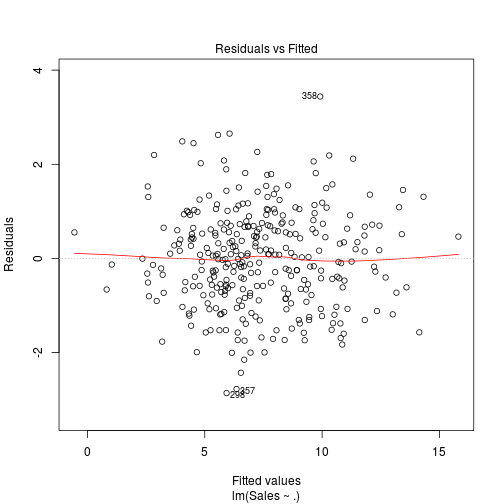 Residuals vs Fitted
4
2
0
-2
Residuals
358
357
298
0
5
10
15
Fitted values
lm(Sales ~ .)